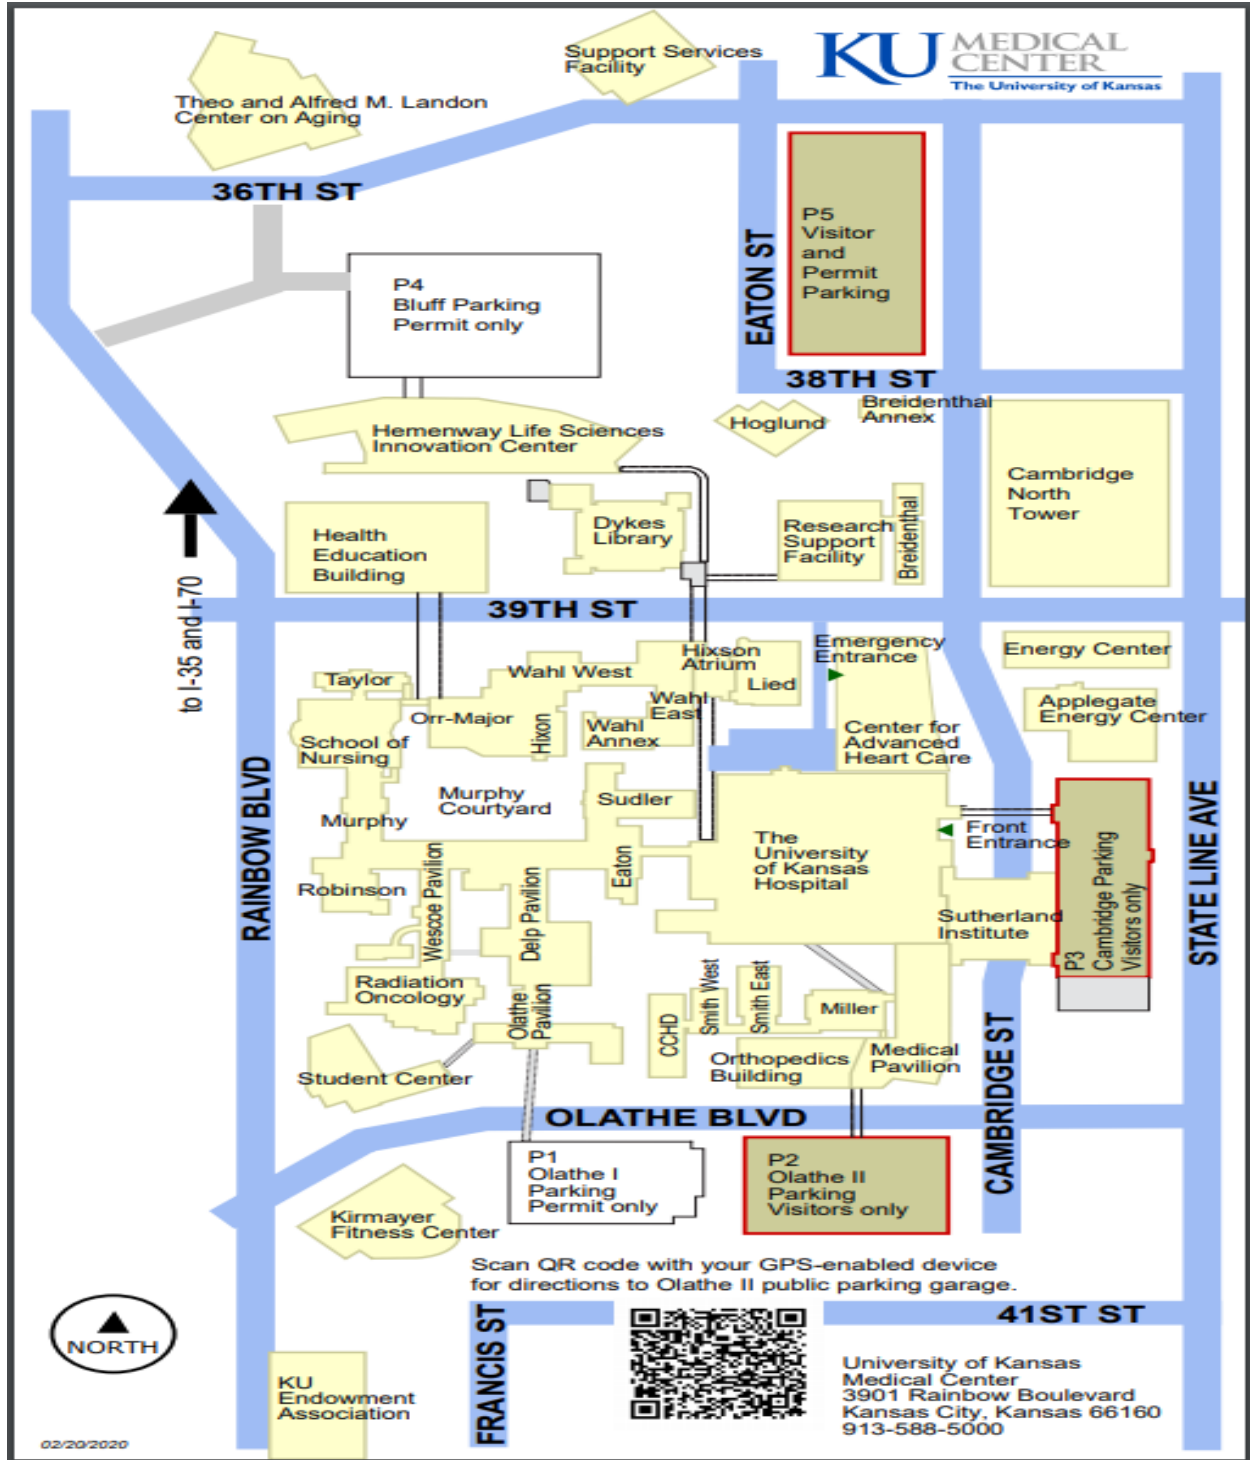 Support Services
Facility
KU MEDICAL
CENTER
The University of Kansas
Theo and Alfred M. Landon
Center on Aging
36TH ST
P5
Visitor
and
Permit
Parking
EATON ST
P4
Bluff Parking
Permit only
38TH ST
Breidenthal
Annex
Hoglund
Hemenway Life Sciences
Innovation Center
Cambridge
North
Tower
Dykes
Library
Research
Support
Facility
Breidenthal
Health
Education
Building
to I-35 and I-70
39TH ST
Emergency
Entrance
Energy Center
Hixson
Atrium
Wahl West
Lied
Taylor
Wahl
East
Orr-Major
Hixon
Wahl
Annex
Applegate
Energy Center
Center for
Advanced
Heart Care
School of
Nursing
RAINBOW BLVD
Murphy
Courtyard
Sudler
STATE LINE AVE
Murphy
Front
Entrance
The
University
of Kansas
Hospital
Eaton
Robinson
Wescoe Pavilion
Delp Pavilion
Sutherland
Institute
P3
Cambridge Parking
Visitors only
Radiation
Oncology
Olathe
Pavilion
CCHD
Smith West
Smith East
Miller
Orthopedics
Building
Medical
Pavilion
Student Center
CAMBRIDGE ST
OLATHE BLVD
P1
Olathe I
Parking
Permit only
P2
Olathe II
Parking
Visitors only
Kirmayer
Fitness Center
Scan QR code with your GPS-enabled device
for directions to Olathe II public parking garage.
NORTH
FRANCIS ST
41ST ST
KU
Endowment
Association
University of Kansas
Medical Center
3901 Rainbow Boulevard
Kansas City, Kansas 66160
913-588-5000
02/20/2020